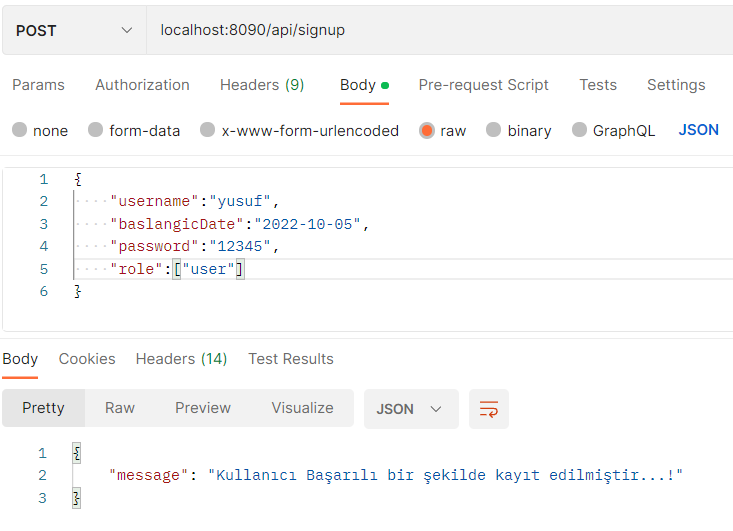 POST localhost:8090/api/signup
Params Authorization Headers (9) Body Pre-request Script Tests Settings
none form-data x-www-form-urlencoded raw binary GraphQL JSON
1 {
2 "username":"yusuf",
3 "baslangicDate":"2022-10-05",
4 "password":"12345",
5 "role":["user"]
6 }
Body Cookies Headers (14) Test Results
Pretty Raw Preview Visualize JSON
1 {
2 "message": "Kullanıcı Başarılı bir şekilde kayıt edilmiştir...!"
3 }